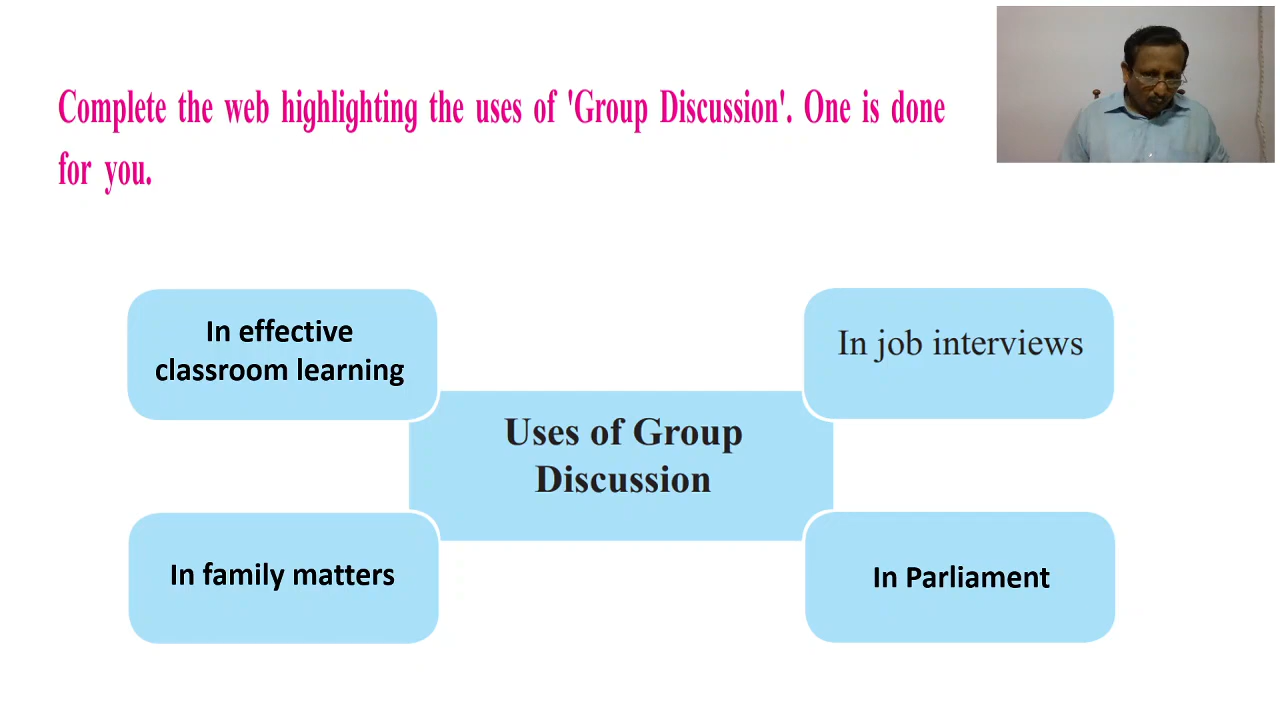 Complete the web highlighting the uses of 'Group Discussion'. One is done
for you.
In effective
classroom learning
In job interviews
Uses of Group
Discussion
In family matters
In Parliament